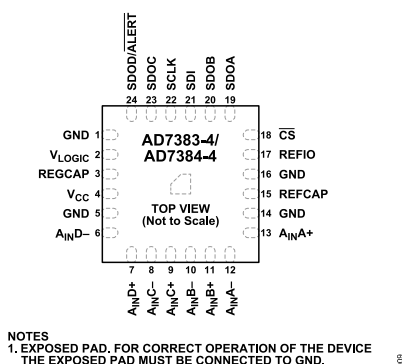 SDOD/ALERT
SDOC
SCLK
SDI
SDOB
SDOA
24 23 22 21 20 19
GND 1
VLOGIC 2
REGCAP 3
VCC 4
GND 5
AIND– 6
AD7383-4/
AD7384-4
TOP VIEW
(Not to Scale)
18 CS
17 REFIO
16 GND
15 REFCAP
14 GND
13 AINA+
7 8 9 10 11 12
AIND+
AINC–
AINC+
AINB–
AINB+
AINA–
NOTES
1. EXPOSED PAD. FOR CORRECT OPERATION OF THE DEVICE
THE EXPOSED PAD MUST BE CONNECTED TO GND.